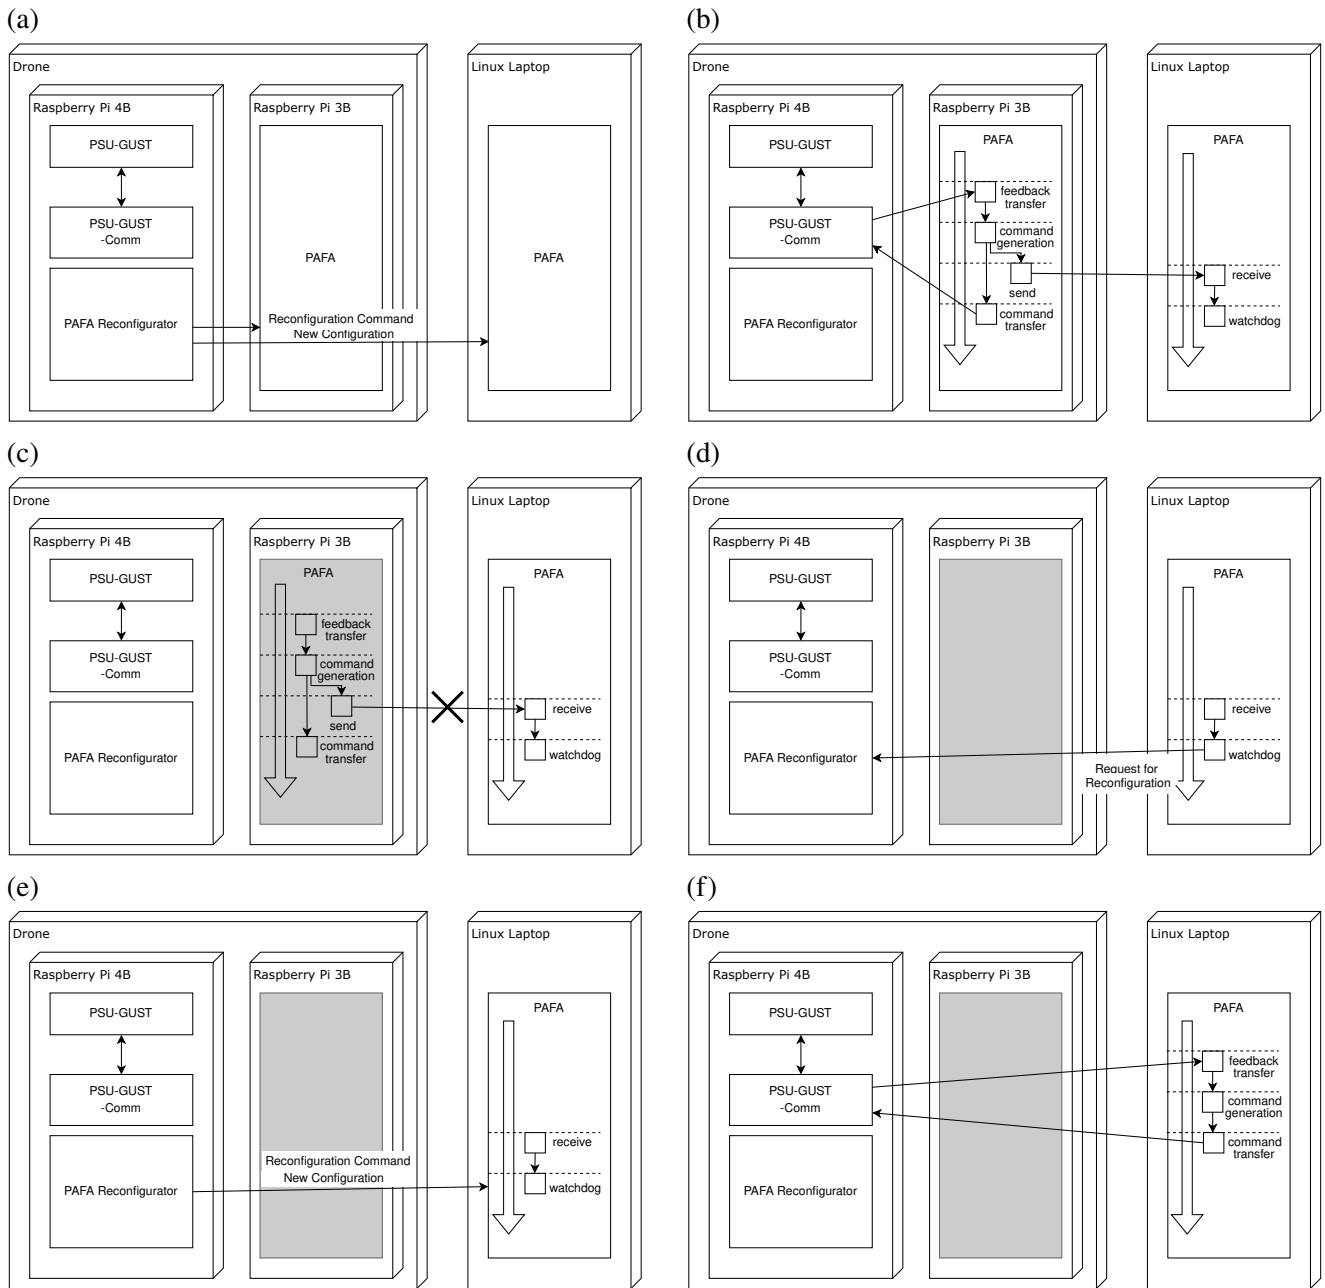 (a)
Drone
Raspberry Pi 4B
PSU-GUST
PSU-GUST
-Comm
PAFA Reconfigurator
Raspberry Pi 3B
PAFA
Reconfiguration Command
New Configuration
Linux Laptop
PAFA
(b)
Drone
Raspberry Pi 4B
PSU-GUST
PSU-GUST
-Comm
PAFA Reconfigurator
Raspberry Pi 3B
PAFA
feedback
transfer
command
generation
send
command
transfer
Linux Laptop
PAFA
receive
watchdog
(c)
Drone
Raspberry Pi 4B
PSU-GUST
PSU-GUST
-Comm
PAFA Reconfigurator
Raspberry Pi 3B
PAFA
feedback
transfer
command
generation
send
command
transfer
Linux Laptop
PAFA
receive
watchdog
(d)
Drone
Raspberry Pi 4B
PSU-GUST
PSU-GUST
-Comm
PAFA Reconfigurator
Raspberry Pi 3B
Linux Laptop
PAFA
receive
watchdog
Request for
Reconfiguration
(e)
Drone
Raspberry Pi 4B
PSU-GUST
PSU-GUST
-Comm
PAFA Reconfigurator
Raspberry Pi 3B
Reconfiguration Command
New Configuration
Linux Laptop
PAFA
receive
watchdog
(f)
Drone
Raspberry Pi 4B
PSU-GUST
PSU-GUST
-Comm
PAFA Reconfigurator
Raspberry Pi 3B
Linux Laptop
PAFA
feedback
transfer
command
generation
command
transfer